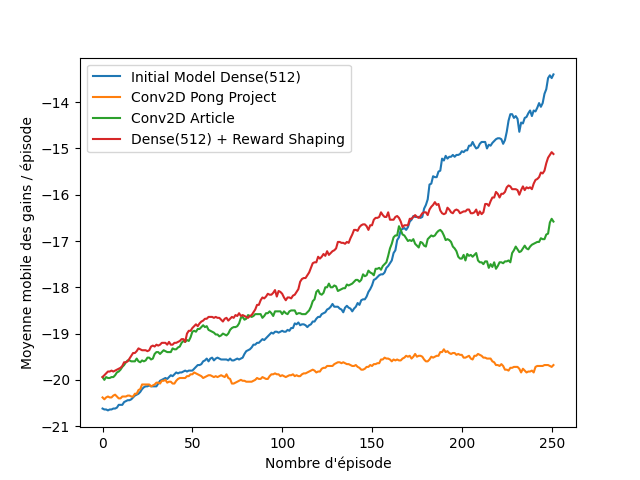 Initial Model Dense(512)
Conv2D Pong Project
Conv2D Article
Dense(512) + Reward Shaping
Moyenne mobile des gains / épisode
−14
−15
−16
−17
−18
−19
−20
−21
0 50 100 150 200 250
Nombre d'épisode